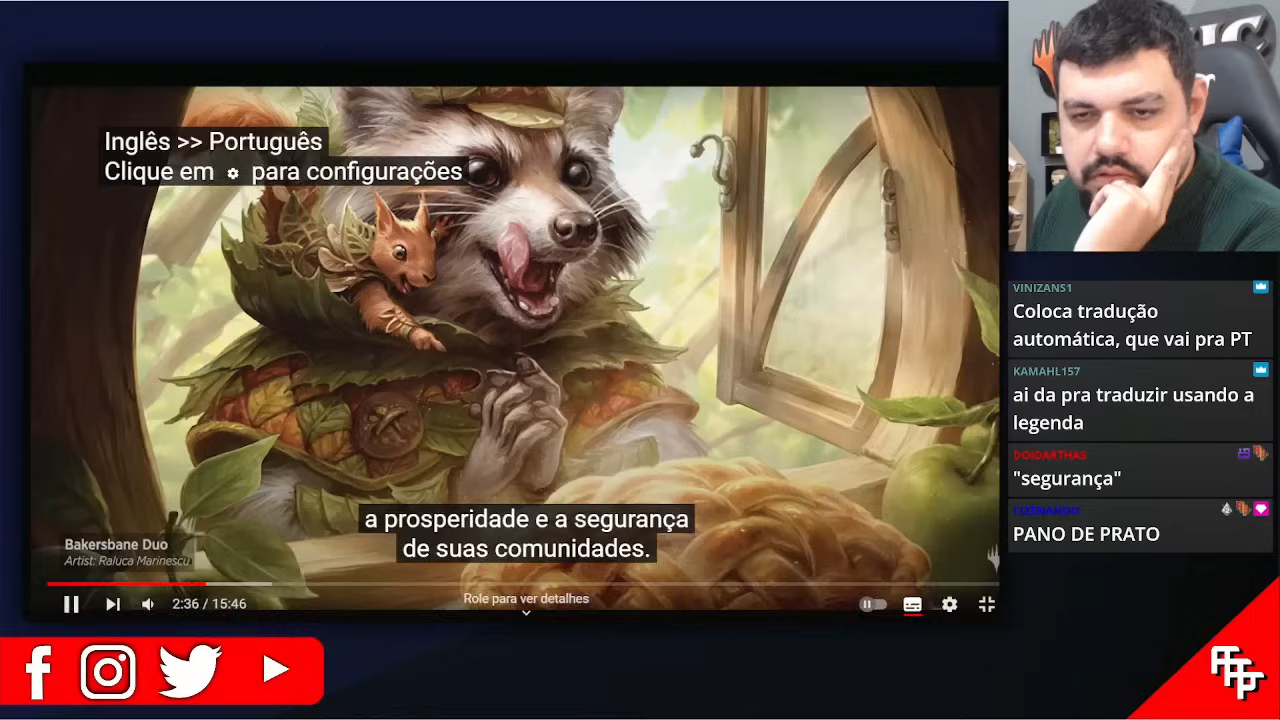 Inglês >> Português
Clique em para configurações
a prosperidade e a segurança
de suas comunidades.
Bakersbane Duo
Artist: Raluca Marinescu
2:36 / 15:46
Role para ver detalhes
VINIZANS1
Coloca tradução
automática, que vai pra PT
KAMAHL157
ai da pra traduzir usando a
legenda
DOIDARTHAS
"segurança"
PANO DE PRATO